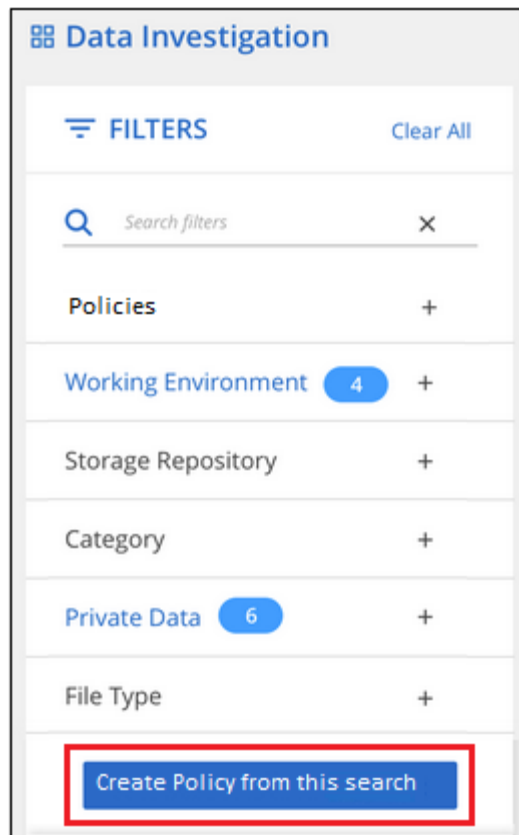 Data Investigation
FILTERS Clear All
Search filters
Policies +
Working Environment 4 +
Storage Repository +
Category +
Private Data 6 +
File Type +
Create Policy from this search